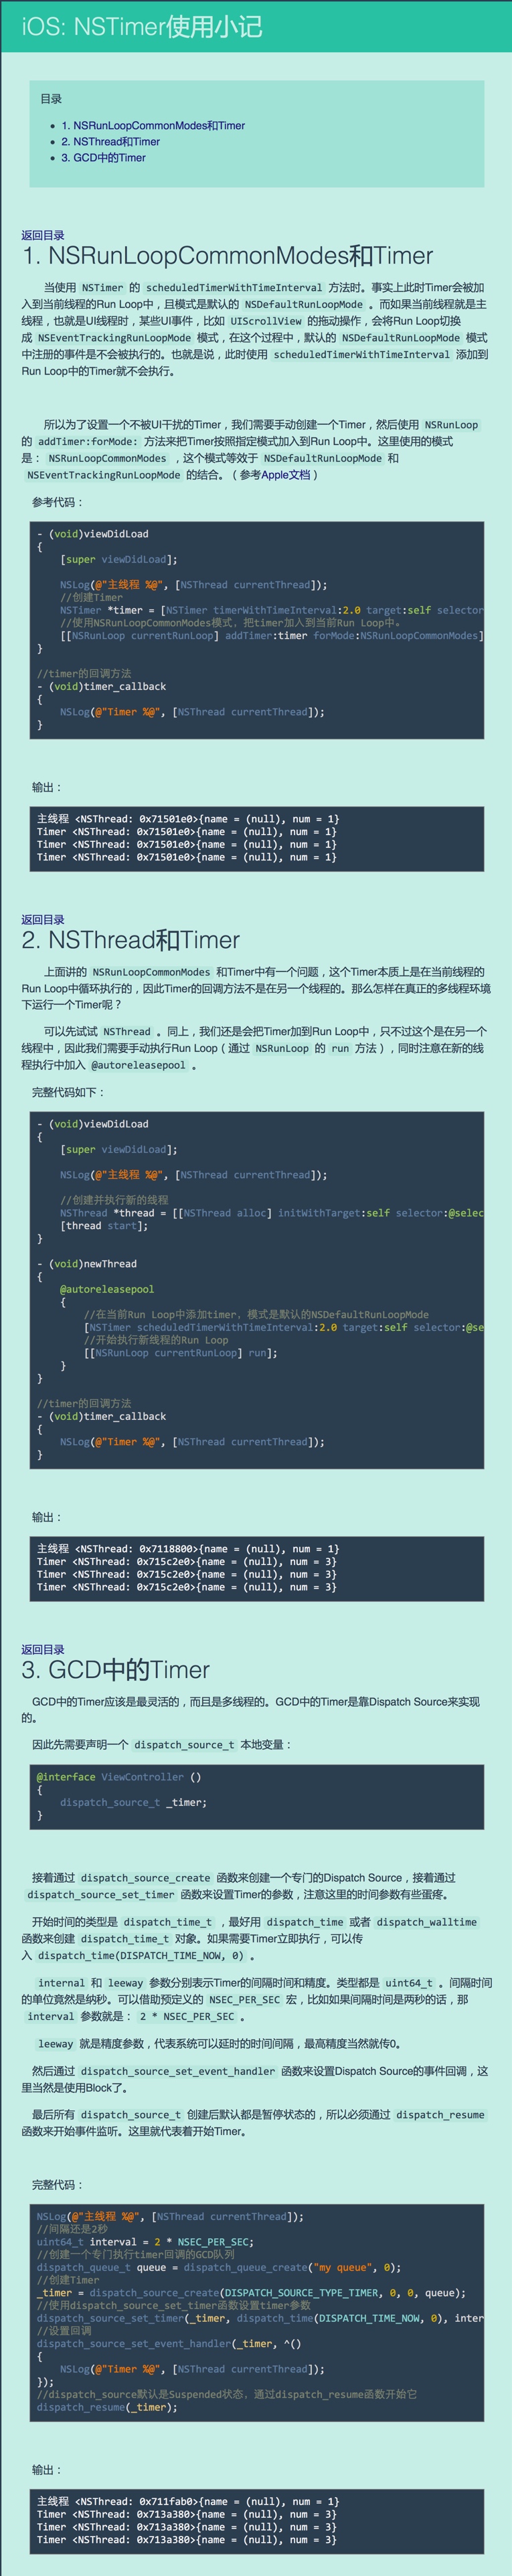 iOS: NSTimer使用小记
目录
1. NSRunLoopCommonModes和Timer
2. NSThread和Timer
3. GCD中的Timer
返回目录
1. NSRunLoopCommonModes和Timer
当使用 NSTimer 的 scheduledTimerWithTimeInterval 方法时。事实上此时Timer会被加
入到当前线程的Run Loop中，且模式是默认的 NSDefaultRunLoopMode 。而如果当前线程就是主
线程，也就是UI线程时，某些UI事件，比如 UIScrollView 的拖动操作，会将Run Loop切换
成 NSEventTrackingRunLoopMode 模式，在这个过程中，默认的 NSDefaultRunLoopMode 模式
中注册的事件是不会被执行的。也就是说，此时使用 scheduledTimerWithTimeInterval 添加到
Run Loop中的Timer就不会执行。
所以为了设置一个不被UI干扰的Timer，我们需要手动创建一个Timer，然后使用 NSRunLoop
的 addTimer:forMode: 方法来把Timer按照指定模式加入到Run Loop中。这里使用的模式
是： NSRunLoopCommonModes ，这个模式等效于 NSDefaultRunLoopMode 和
NSEventTrackingRunLoopMode 的结合。（ 参考Apple文档 ）
参考代码：
- (void)viewDidLoad
{
[super viewDidLoad];
NSLog(@"主线程 %@", [NSThread currentThread]);
//创建Timer
NSTimer *timer = [NSTimer timerWithTimeInterval:2.0 target:self selector
//使用NSRunLoopCommonModes模式，把timer加入到当前Run Loop中。
[[NSRunLoop currentRunLoop] addTimer:timer forMode:NSRunLoopCommonModes]
}
//timer的回调方法
- (void)timer_callback
{
NSLog(@"Timer %@", [NSThread currentThread]);
}
输出：
主线程 <NSThread: 0x71501e0>{name = (null), num = 1}
Timer <NSThread: 0x71501e0>{name = (null), num = 1}
Timer <NSThread: 0x71501e0>{name = (null), num = 1}
Timer <NSThread: 0x71501e0>{name = (null), num = 1}
返回目录
2. NSThread和Timer
上面讲的 NSRunLoopCommonModes 和Timer中有一个问题，这个Timer本质上是在当前线程的
Run Loop中循环执行的，因此Timer的回调方法不是在另一个线程的。那么怎样在真正的多线程环境
下运行一个Timer呢？
可以先试试 NSThread 。同上，我们还是会把Timer加到Run Loop中，只不过这个是在另一个
线程中，因此我们需要手动执行Run Loop（ 通过 NSRunLoop 的 run 方法 ），同时注意在新的线
程执行中加入 @autoreleasepool 。
完整代码如下：
- (void)viewDidLoad
{
[super viewDidLoad];
NSLog(@"主线程 %@", [NSThread currentThread]);
//创建并执行新的线程
NSThread *thread = [[NSThread alloc] initWithTarget:self selector:@selec
[thread start];
}
- (void)newThread
{
@autoreleasepool
{
//在当前Run Loop中添加timer，模式是默认的NSDefaultRunLoopMode
[NSTimer scheduledTimerWithTimeInterval:2.0 target:self selector:@se
//开始执行新线程的Run Loop
[[NSRunLoop currentRunLoop] run];
}
}
//timer的回调方法
- (void)timer_callback
{
NSLog(@"Timer %@", [NSThread currentThread]);
}
输出：
主线程 <NSThread: 0x7118800>{name = (null), num = 1}
Timer <NSThread: 0x715c2e0>{name = (null), num = 3}
Timer <NSThread: 0x715c2e0>{name = (null), num = 3}
Timer <NSThread: 0x715c2e0>{name = (null), num = 3}
返回目录
3. GCD中的Timer
GCD中的Timer应该是最灵活的，而且是多线程的。GCD中的Timer是靠Dispatch Source来实现
的。
因此先需要声明一个 dispatch_source_t 本地变量：
@interface ViewController ()
{
dispatch_source_t _timer;
}
接着通过 dispatch_source_create 函数来创建一个专门的Dispatch Source，接着通过
dispatch_source_set_timer 函数来设置Timer的参数，注意这里的时间参数有些蛋疼。
开始时间的类型是 dispatch_time_t ，最好用 dispatch_time 或者 dispatch_walltime
函数来创建 dispatch_time_t 对象。如果需要Timer立即执行，可以传
入 dispatch_time(DISPATCH_TIME_NOW, 0) 。
internal 和 leeway 参数分别表示Timer的间隔时间和精度。类型都是 uint64_t 。间隔时间
的单位竟然是纳秒。可以借助预定义的 NSEC_PER_SEC 宏，比如如果间隔时间是两秒的话，那
interval 参数就是： 2 * NSEC_PER_SEC 。
leeway 就是精度参数，代表系统可以延时的时间间隔，最高精度当然就传0。
然后通过 dispatch_source_set_event_handler 函数来设置Dispatch Source的事件回调，这
里当然是使用Block了。
最后所有 dispatch_source_t 创建后默认都是暂停状态的，所以必须通过 dispatch_resume
函数来开始事件监听。这里就代表着开始Timer。
完整代码：
NSLog(@"主线程 %@", [NSThread currentThread]);
//间隔还是2秒
uint64_t interval = 2 * NSEC_PER_SEC;
//创建一个专门执行timer回调的GCD队列
dispatch_queue_t queue = dispatch_queue_create("my queue", 0);
//创建Timer
_timer = dispatch_source_create(DISPATCH_SOURCE_TYPE_TIMER, 0, 0, queue);
//使用dispatch_source_set_timer函数设置timer参数
dispatch_source_set_timer(_timer, dispatch_time(DISPATCH_TIME_NOW, 0), inter
//设置回调
dispatch_source_set_event_handler(_timer, ^()
{
NSLog(@"Timer %@", [NSThread currentThread]);
});
//dispatch_source默认是Suspended状态，通过dispatch_resume函数开始它
dispatch_resume(_timer);
输出：
主线程 <NSThread: 0x711fab0>{name = (null), num = 1}
Timer <NSThread: 0x713a380>{name = (null), num = 3}
Timer <NSThread: 0x713a380>{name = (null), num = 3}
Timer <NSThread: 0x713a380>{name = (null), num = 3}